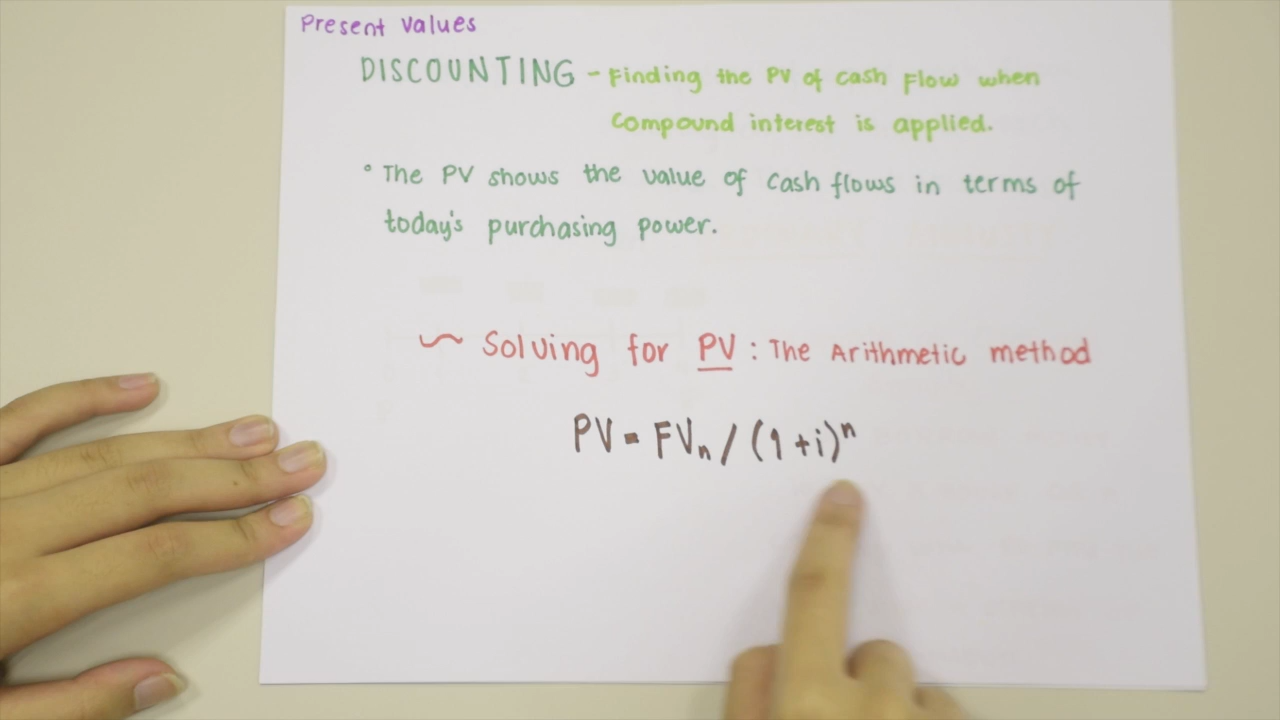 Present Values
DISCOUNTING - Finding the PV of cash flow when
compound interest is applied.
° The PV shows the value of cash flows in terms of
today's purchasing power.
~ Solving for PV : The Arithmetic method
PV = FVₙ / (1+i)ⁿ